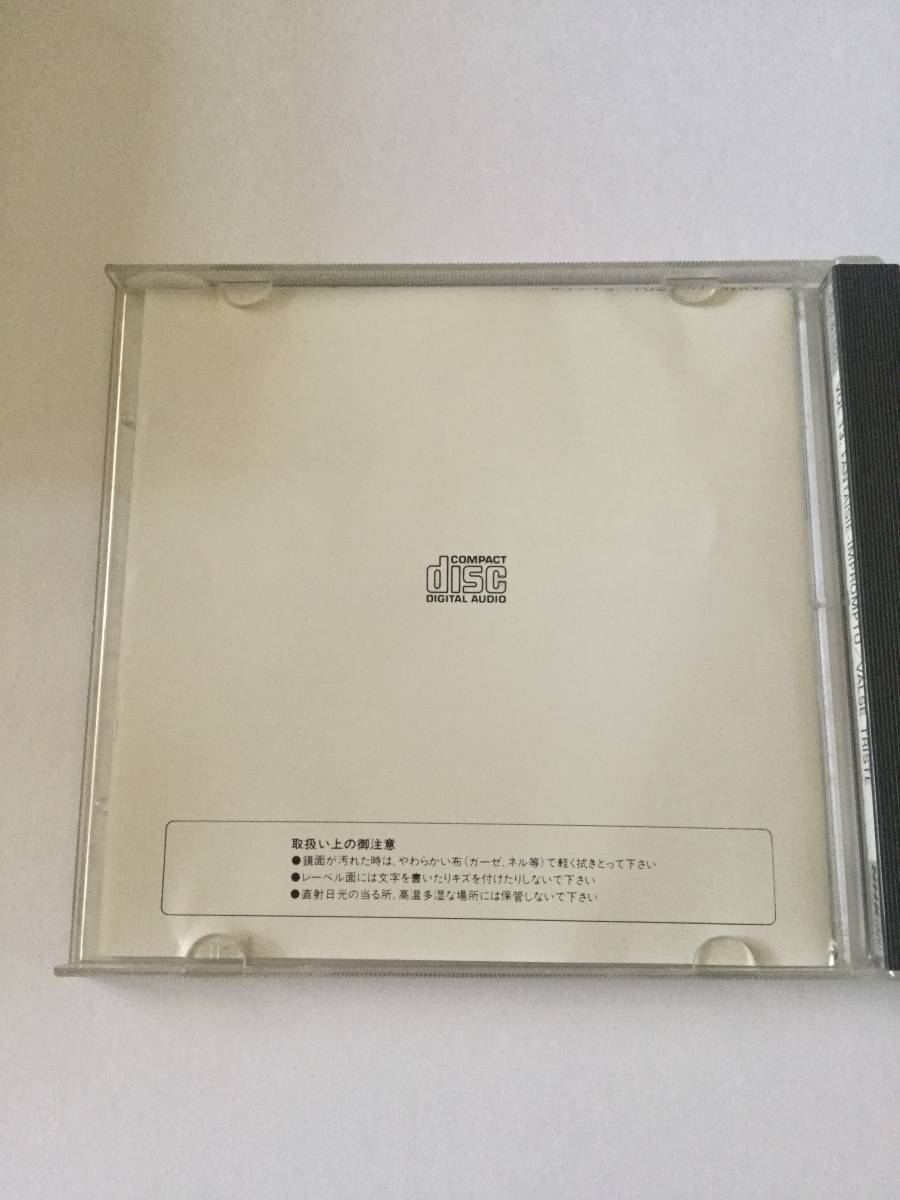 COMPACT
disc
DIGITAL AUDIO
取扱い上の御注意
●鏡面が汚れた時は、やわらかい布(ガーゼ、ネル等)で軽く拭きとって下さい
●レーベル面には文字を書いたりキズを付けたりしないで下さい
●直射日光の当る所、高温多湿な場所には保管しないで下さい
IMPROMPTU/VALSE TRISTE